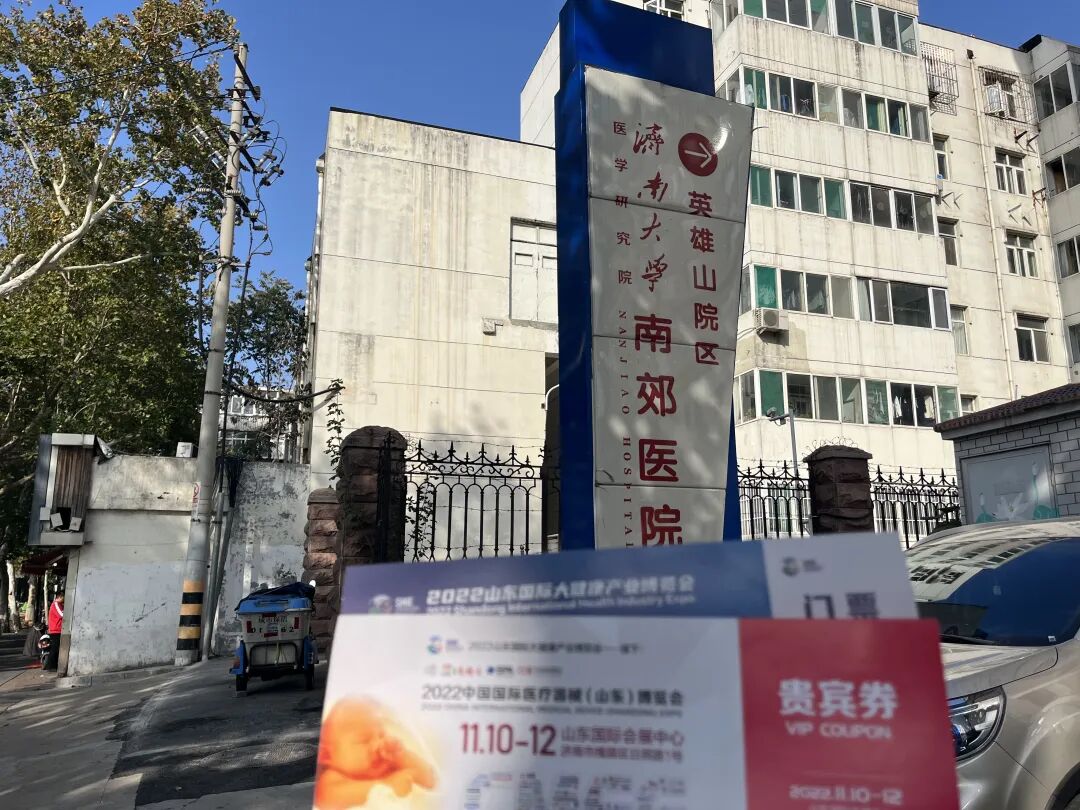 英雄山院区
济南大学
医学研究院
南郊医院
NANJIAO HOSPITAL
2022山东国际大健康产业博览会
2022 Shandong International Health Industry Expo
门票
2022中国国际医疗器械(山东)博览会
11.10-12
山东国际会展中心
贵宾券
VIP COUPON
2022.11.10-12